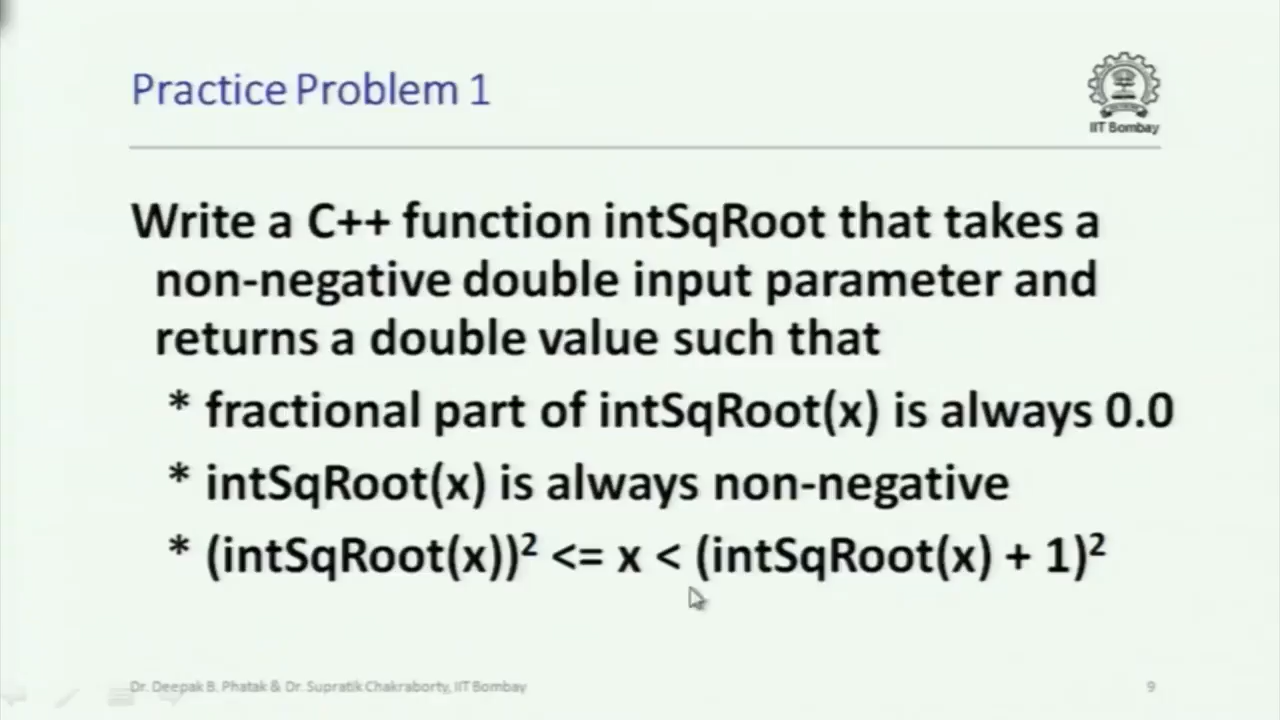 Practice Problem 1
IIT Bombay
Write a C++ function intSqRoot that takes a
non-negative double input parameter and
returns a double value such that
* fractional part of intSqRoot(x) is always 0.0
* intSqRoot(x) is always non-negative
* (intSqRoot(x))² <= x < (intSqRoot(x) + 1)²
Dr. Deepak B. Phatak & Dr. Supratik Chakraborty, IIT Bombay
9